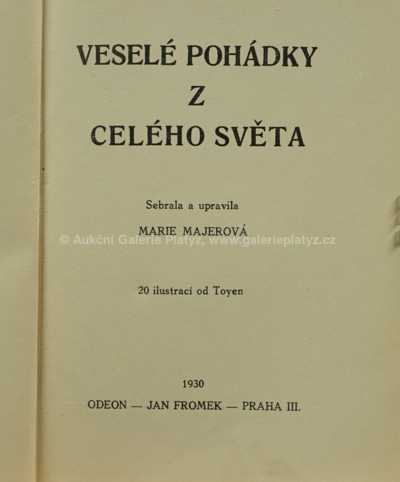 VESELÉ POHÁDKY
Z
CELÉHO SVĚTA
Sebrala a upravila
MARIE MAJEROVÁ
© Aukční Galerie Platýz, www.galerieplatyz.cz
20 ilustrací od Toyen
1930
ODEON — JAN FROMEK — PRAHA III.